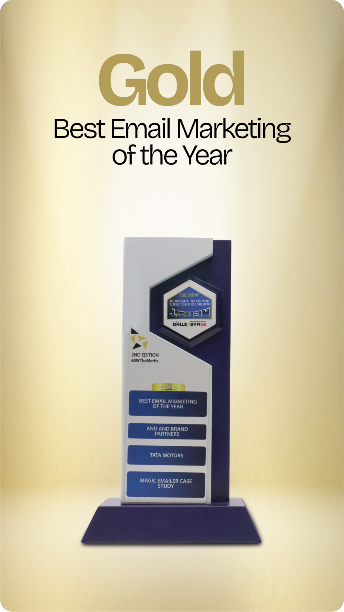 Gold
Best Email Marketing
of the Year
2ND EDITION
GOLD
BEST EMAIL MARKETING
OF THE YEAR
AND AND BRAND
PARTNERS
TATA MOTORS
MAGIC EMAILER CASE
STUDY